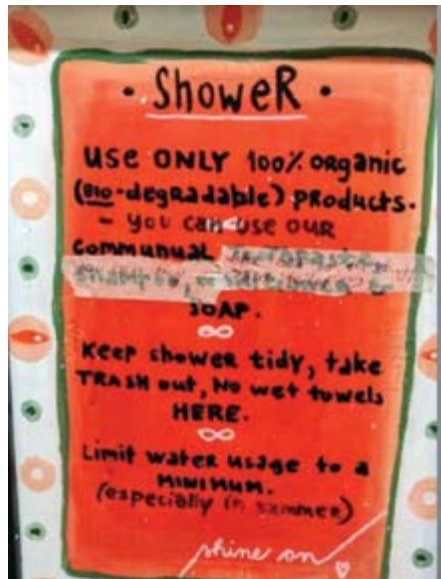 • ShoweR •
USE ONLY 100% organic
(BIO-degradable) products.
- you can use our
communual
SOAP.
Keep shower tidy, take
TRASH out, No wet towels
HERE.
Limit water usage to a
MINIMUM.
(especially in summer)
shine on